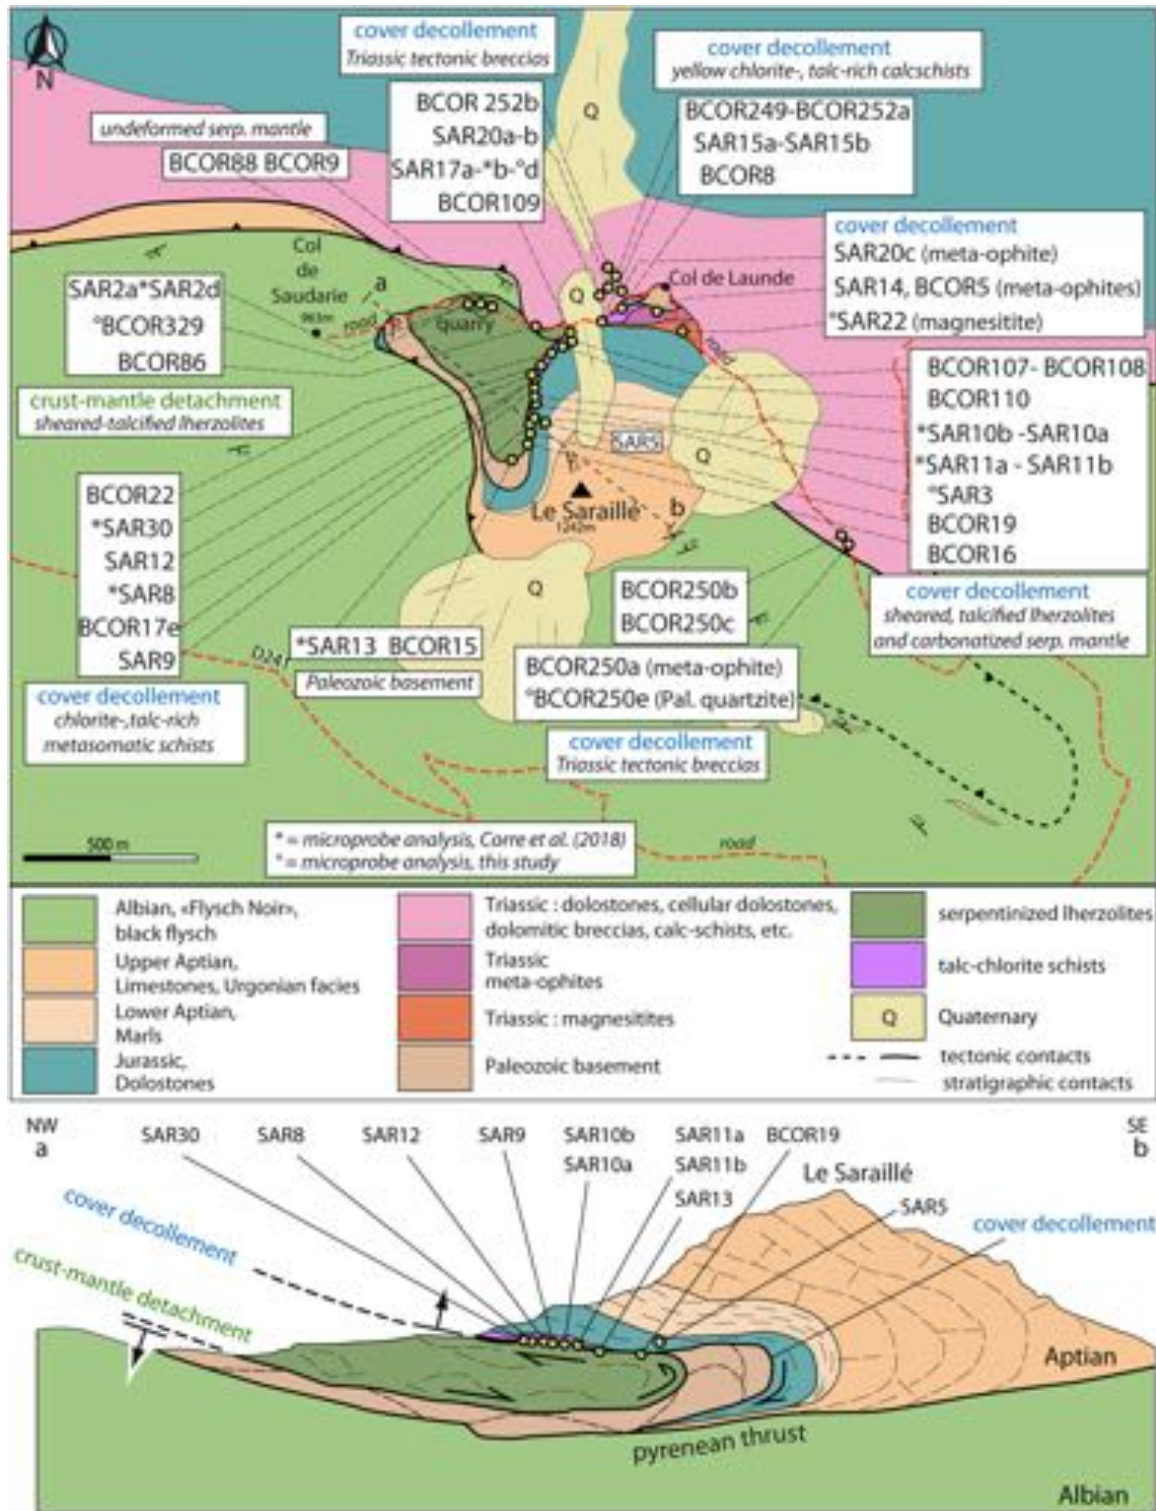 N
cover decollement
Triassic tectonic breccias
cover decollement
yellow chlorite-, talc-rich calcschists
undeformed serp. mantle
BCOR88 BCOR9
BCOR 252b
SAR20a-b
SAR17a-*b-°d
BCOR109
Q
BCOR249-BCOR252a
SAR15a-SAR15b
BCOR8
cover decollement
SAR20c (meta-ophite)
SAR14, BCOR5 (meta-ophites)
°SAR22 (magnesitite)
Col
de
Saudarie
963m
road
a
quarry
Q
Col de Launde
road
SAR2a*SAR2d
°BCOR329
BCOR86
crust-mantle detachment
sheared-talcified lherzolites
BCOR107- BCOR108
BCOR110
*SAR10b -SAR10a
*SAR11a - SAR11b
°SAR3
BCOR19
BCOR16
cover decollement
sheared, talcified lherzolites
and carbonatized serp. mantle
SAR5
Q
Le Saraillé
1242m
b
BCOR22
*SAR30
SAR12
*SAR8
BCOR17e
SAR9
cover decollement
chlorite-,talc-rich
metasomatic schists
Q
D241
*SAR13 BCOR15
Paleozoic basement
BCOR250b
BCOR250c
BCOR250a (meta-ophite)
°BCOR250e (Pal. quartzite)
cover decollement
Triassic tectonic breccias
500 m
* = microprobe analysis, Corre et al. (2018)
° = microprobe analysis, this study
road
Albian, «Flysch Noir»,
black flysch
Upper Aptian,
Limestones, Urgonian facies
Lower Aptian,
Marls
Jurassic,
Dolostones
Triassic : dolostones, cellular dolostones,
dolomitic breccias, calc-schists, etc.
Triassic
meta-ophites
Triassic : magnesitites
Paleozoic basement
serpentinized lherzolites
talc-chlorite schists
Q
Quaternary
tectonic contacts
stratigraphic contacts
NW
a
SE
b
SAR30
SAR8
SAR12
SAR9
SAR10b
SAR10a
SAR11a
SAR11b
SAR13
BCOR19
Le Saraillé
SAR5
cover decollement
cover decollement
crust-mantle detachment
Aptian
pyrenean thrust
Albian